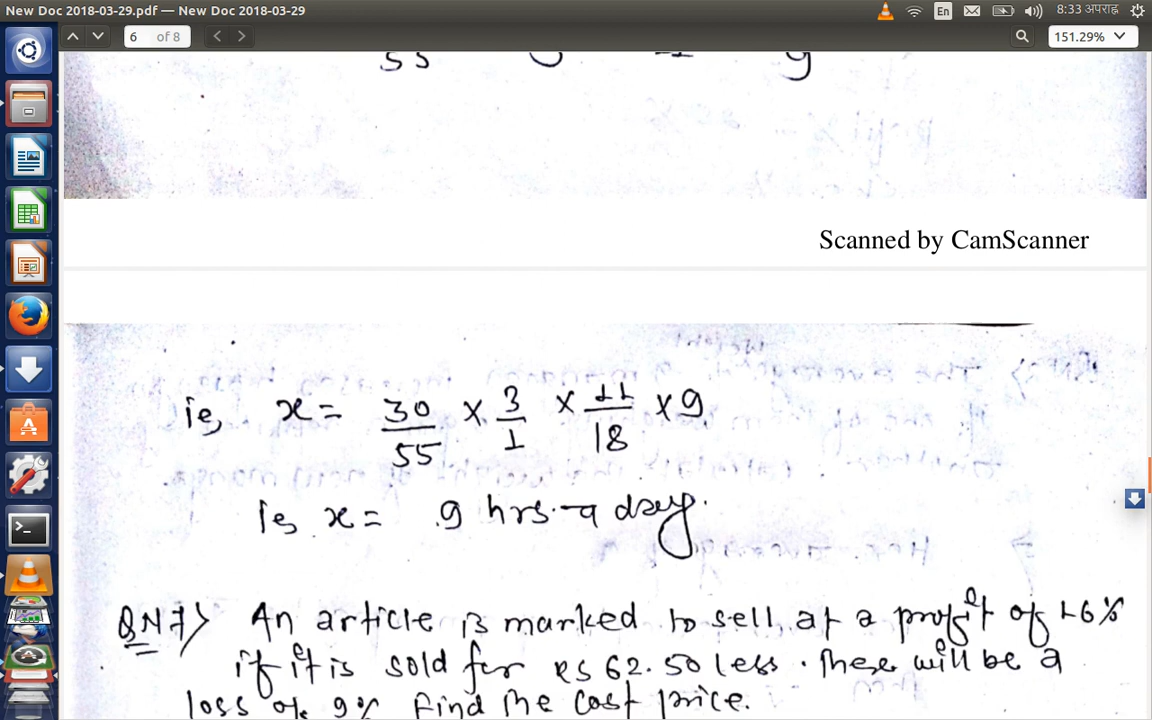 New Doc 2018-03-29.pdf — New Doc 2018-03-29
En
8:33 अपराह्न
6 of 8
151.29%
55 9
Scanned by CamScanner
ie, x = 30/55 × 3/1 × 11/18 × 9
ie, x = 9 hrs. a day.
QN 7> An article is marked to sell at a profit of 16%
if it is sold for Rs 62.50 less. there will be a
loss of 9% find the cost price.